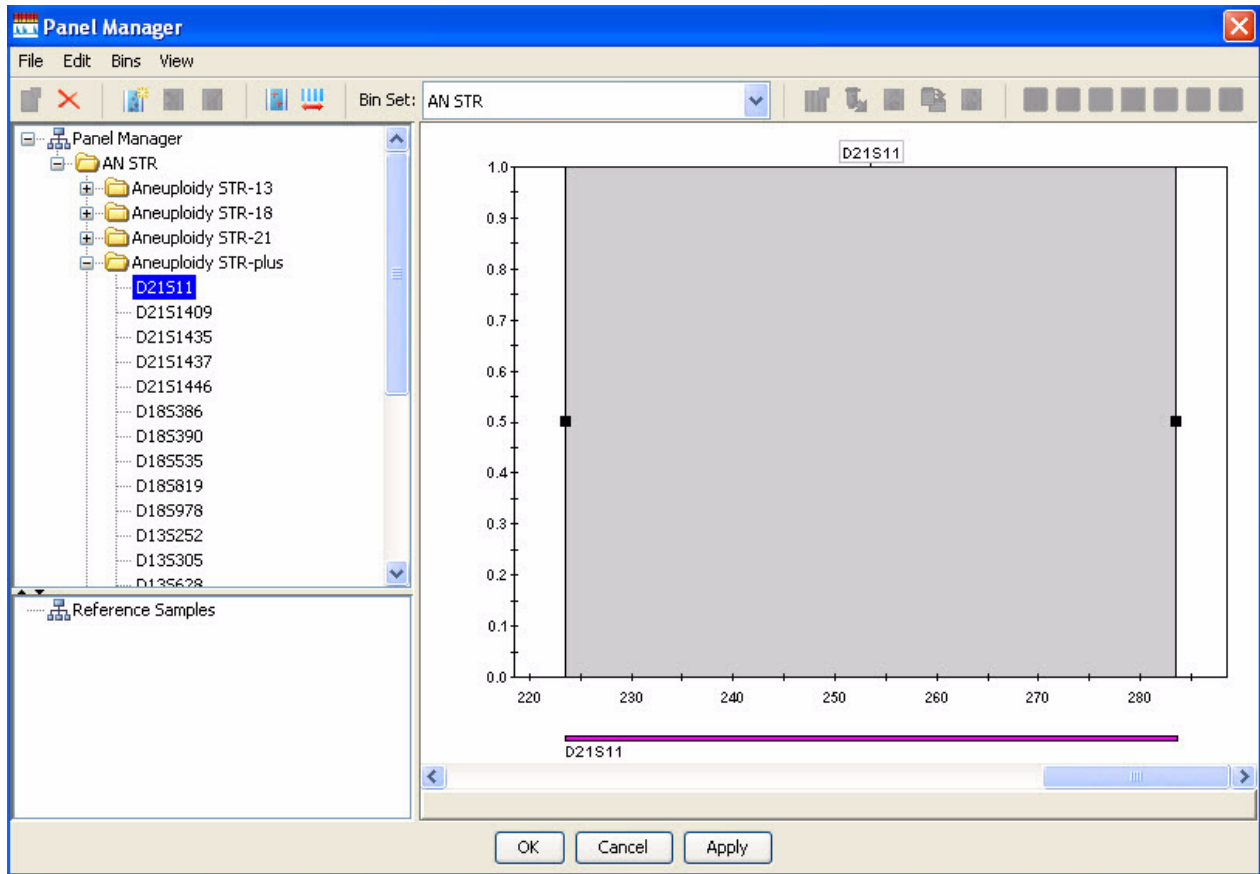 Panel Manager
File Edit Bins View
Bin Set: AN STR
Panel Manager
AN STR
Aneuploidy STR-13
Aneuploidy STR-18
Aneuploidy STR-21
Aneuploidy STR-plus
D21S11
D21S1409
D21S1435
D21S1437
D21S1446
D18S386
D18S390
D18S535
D18S819
D18S978
D13S252
D13S305
D13S628
Reference Samples
D21S11
1.0
0.9
0.8
0.7
0.6
0.5
0.4
0.3
0.2
0.1
0.0
220 230 240 250 260 270 280
D21S11
OK Cancel Apply